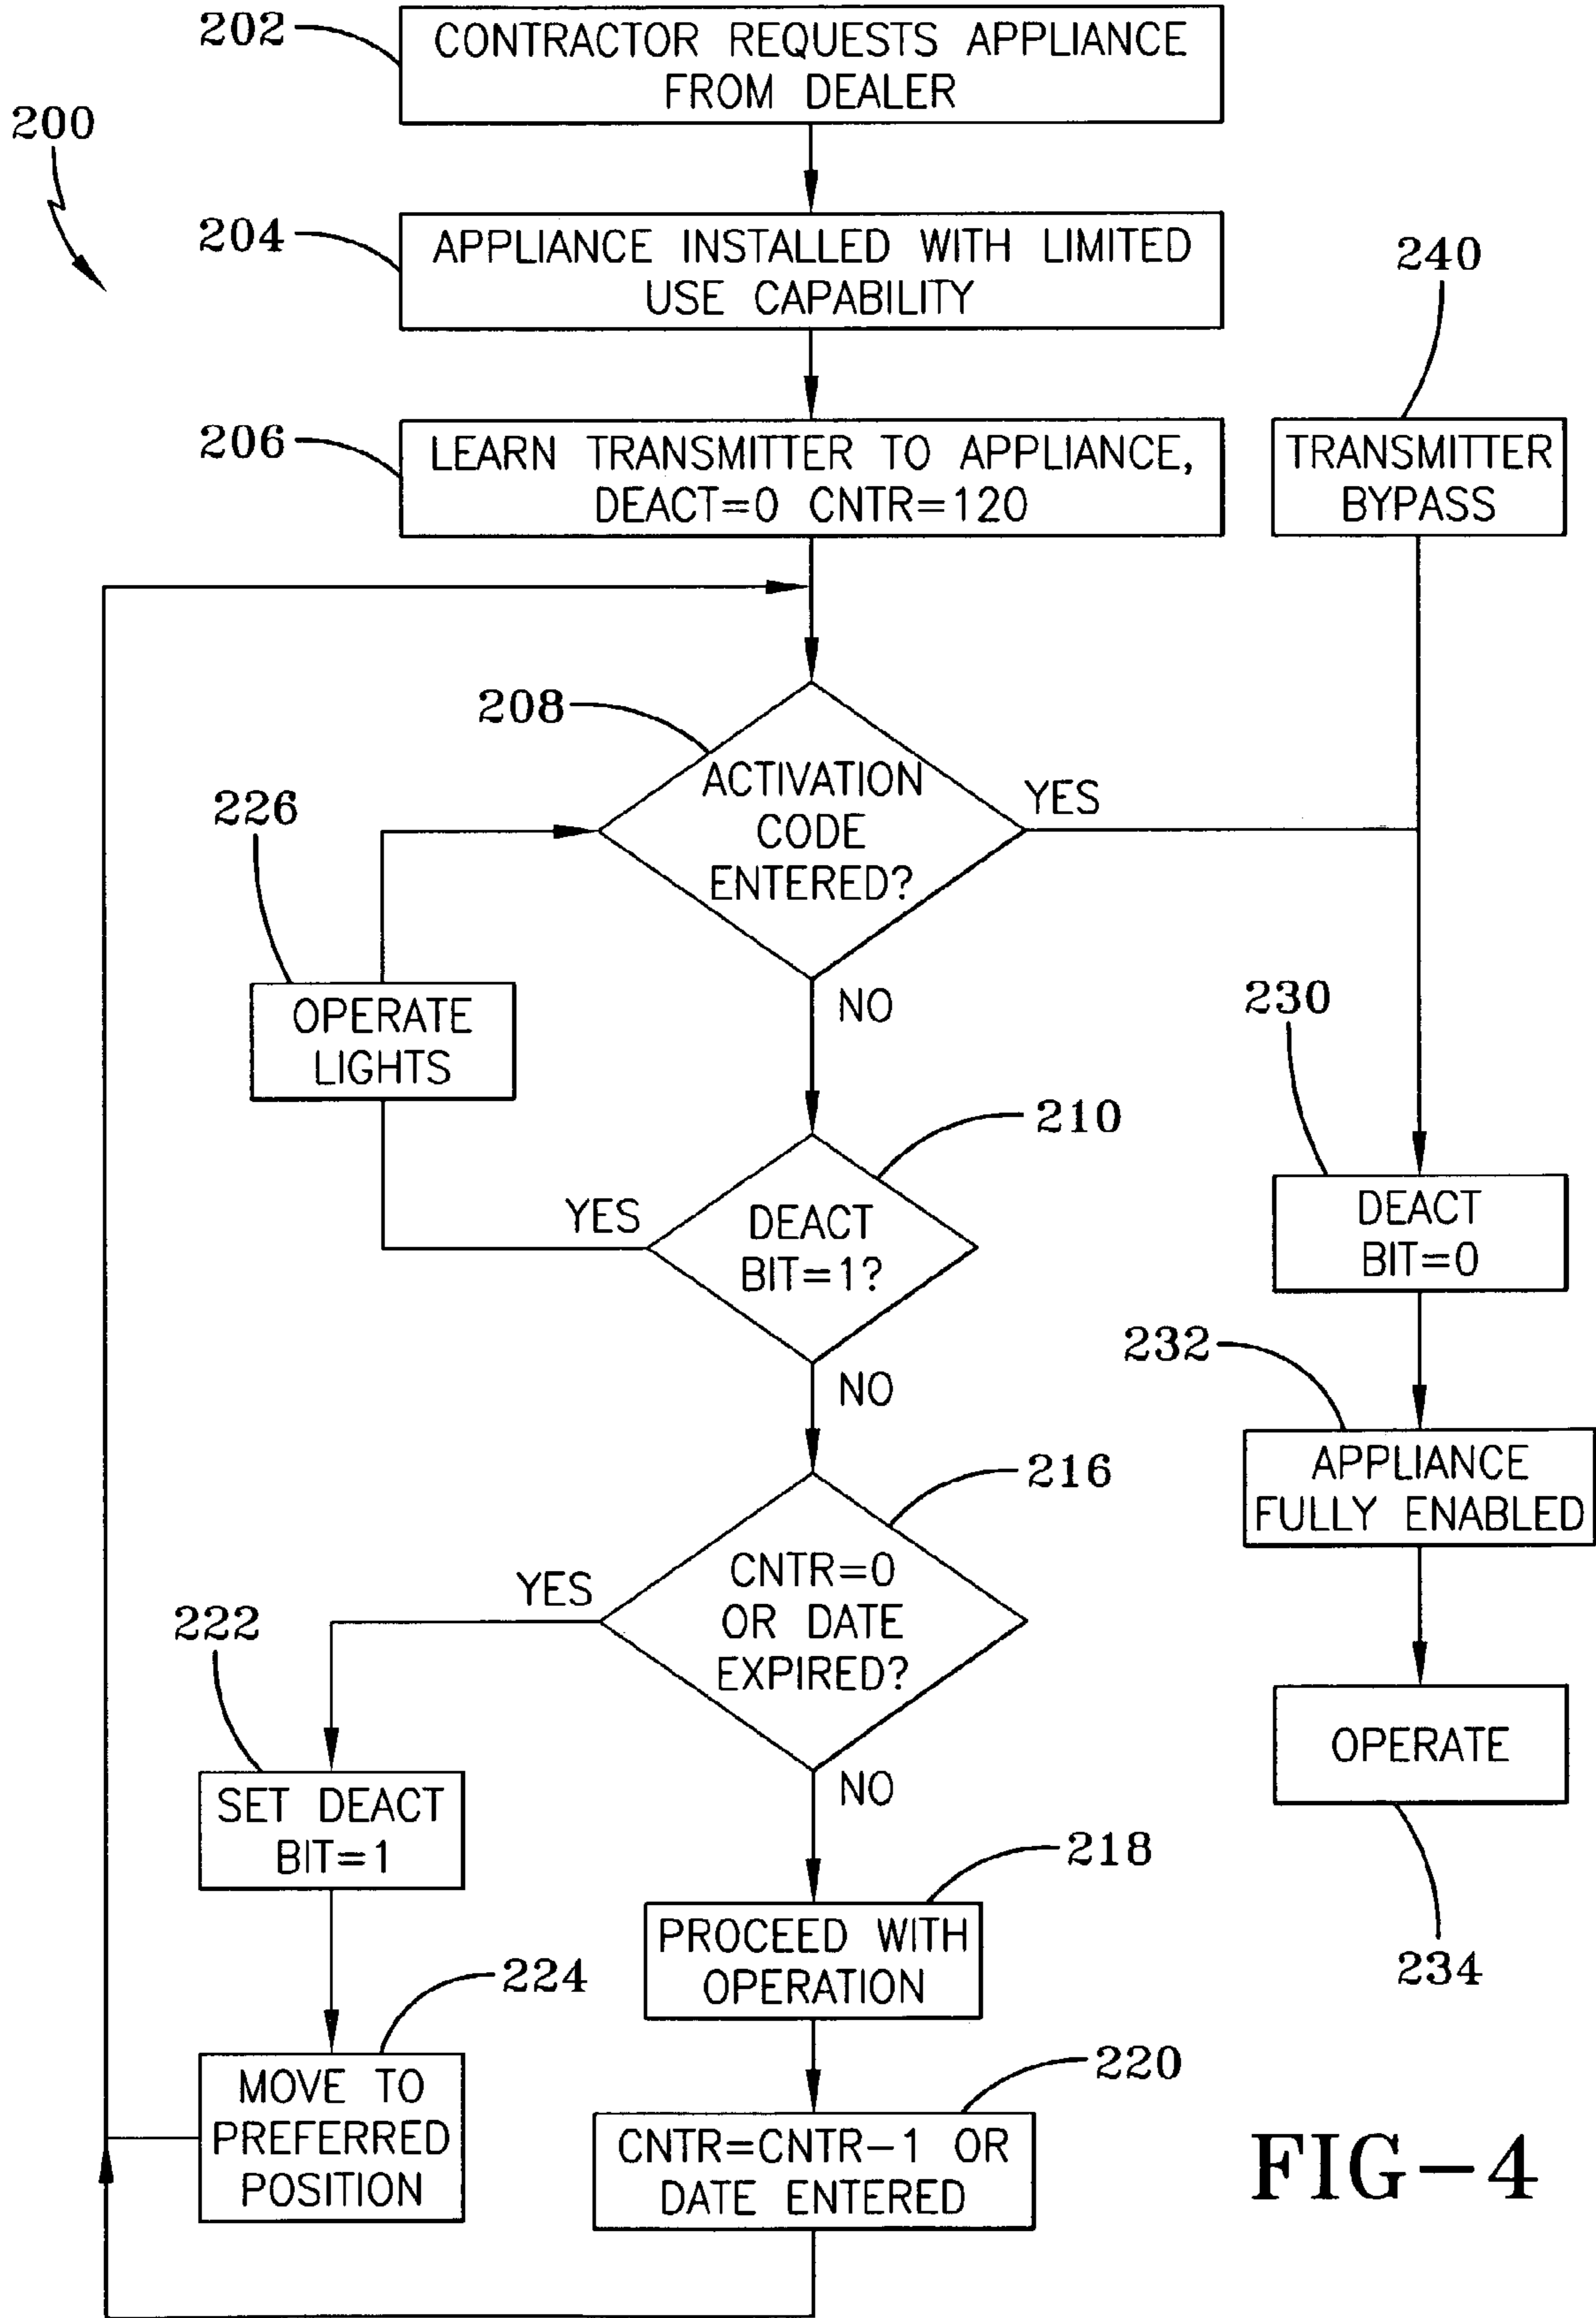 202
CONTRACTOR REQUESTS APPLIANCE
FROM DEALER
200
204
APPLIANCE INSTALLED WITH LIMITED
USE CAPABILITY
240
206
LEARN TRANSMITTER TO APPLIANCE,
DEACT=0 CNTR=120
TRANSMITTER
BYPASS
208
ACTIVATION
CODE
ENTERED?
YES
226
OPERATE
LIGHTS
NO
230
210
YES
DEACT
BIT=1?
DEACT
BIT=0
232
NO
216
APPLIANCE
FULLY ENABLED
YES
CNTR=0
OR DATE
EXPIRED?
222
OPERATE
NO
SET DEACT
BIT=1
218
PROCEED WITH
OPERATION
234
224
220
MOVE TO
PREFERRED
POSITION
CNTR=CNTR-1 OR
DATE ENTERED
FIG-4